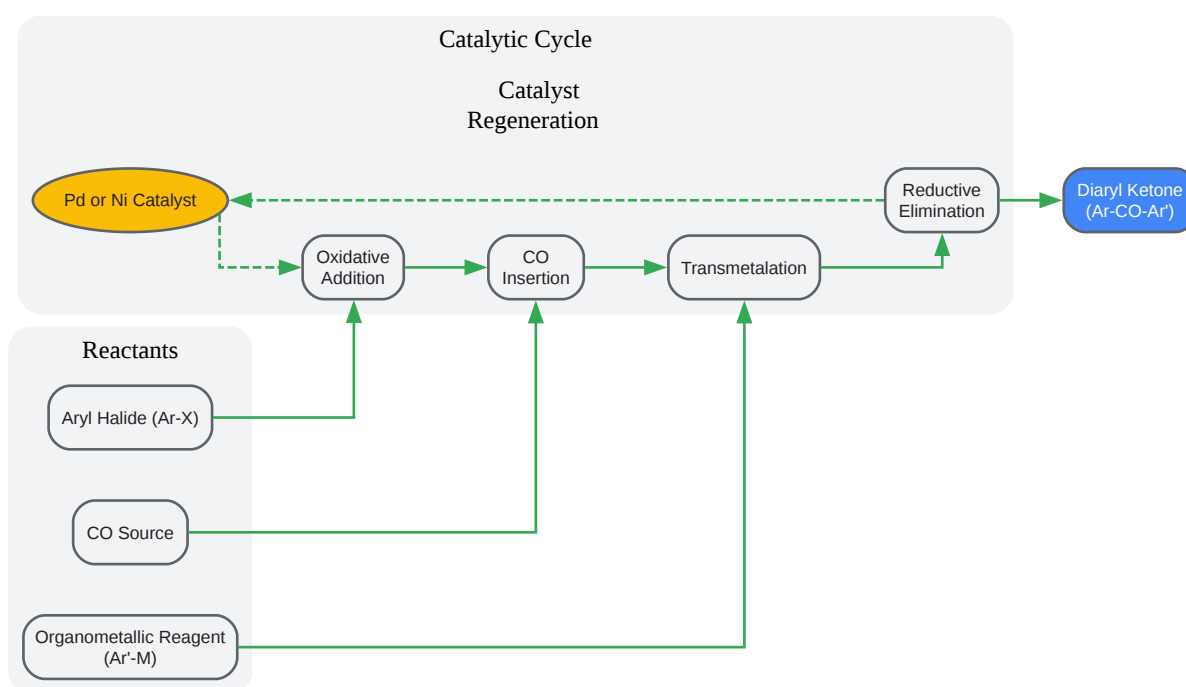 Catalytic Cycle
Catalyst
Regeneration
Pd or Ni Catalyst
Reductive
Elimination
Diaryl Ketone
(Ar-CO-Ar')
Oxidative
Addition
CO
Insertion
Transmetalation
Reactants
Aryl Halide (Ar-X)
CO Source
Organometallic Reagent
(Ar'-M)